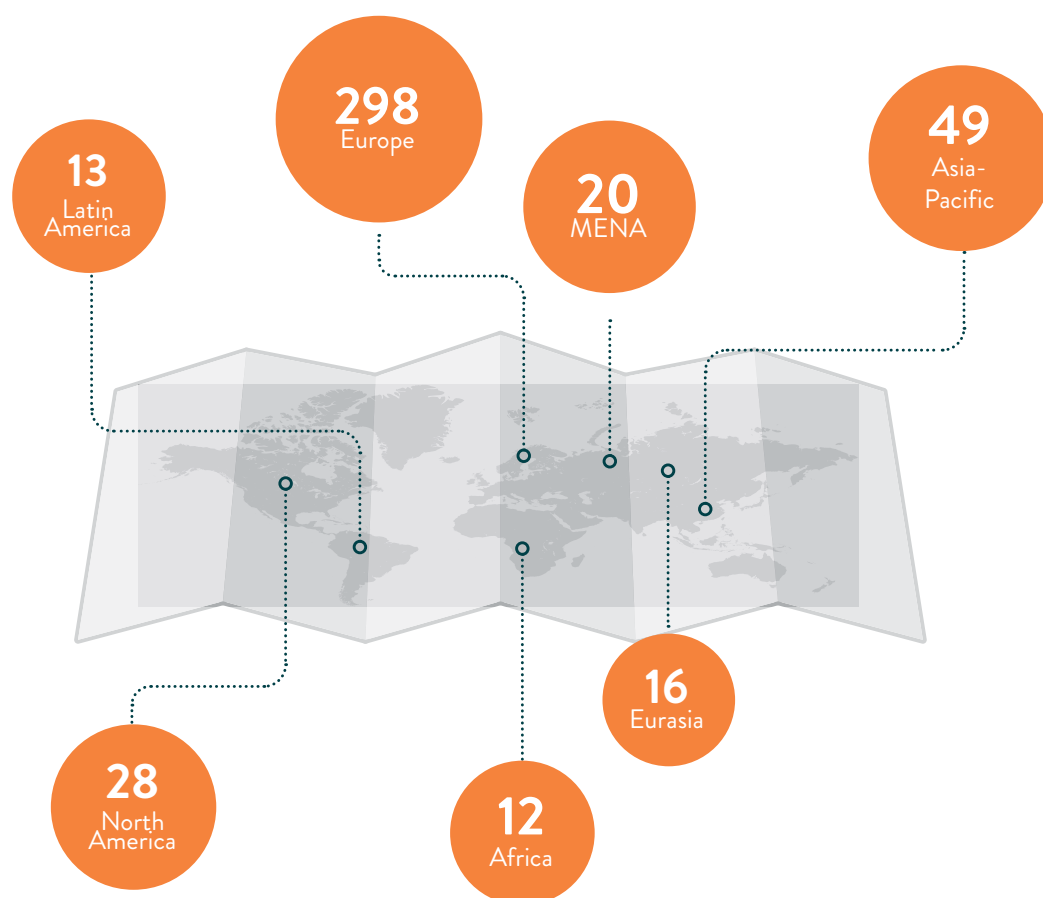 298
Europe
49
Asia-
Pacific
13
Latin
America
20
MENA
16
Eurasia
28
North
America
12
Africa